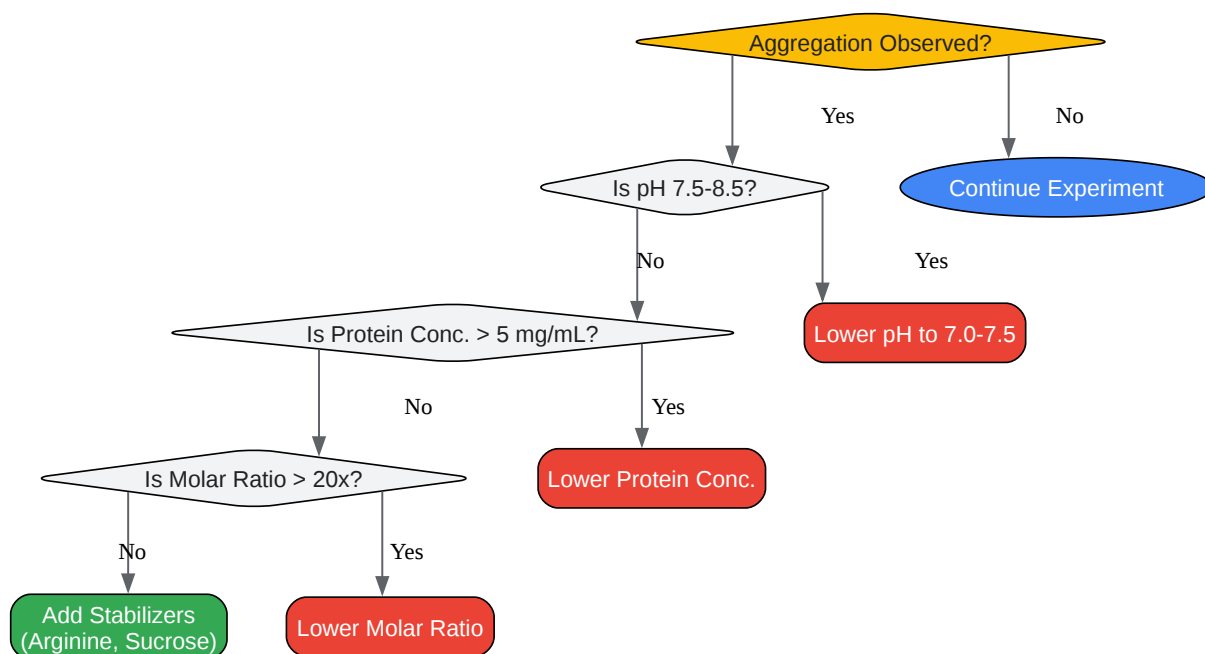 Aggregation Observed?
Yes
No
Is pH 7.5-8.5?
Continue Experiment
No
Yes
Is Protein Conc. > 5 mg/mL?
Lower pH to 7.0-7.5
No
Yes
Is Molar Ratio > 20x?
Lower Protein Conc.
No
Yes
Add Stabilizers
(Arginine, Sucrose)
Lower Molar Ratio